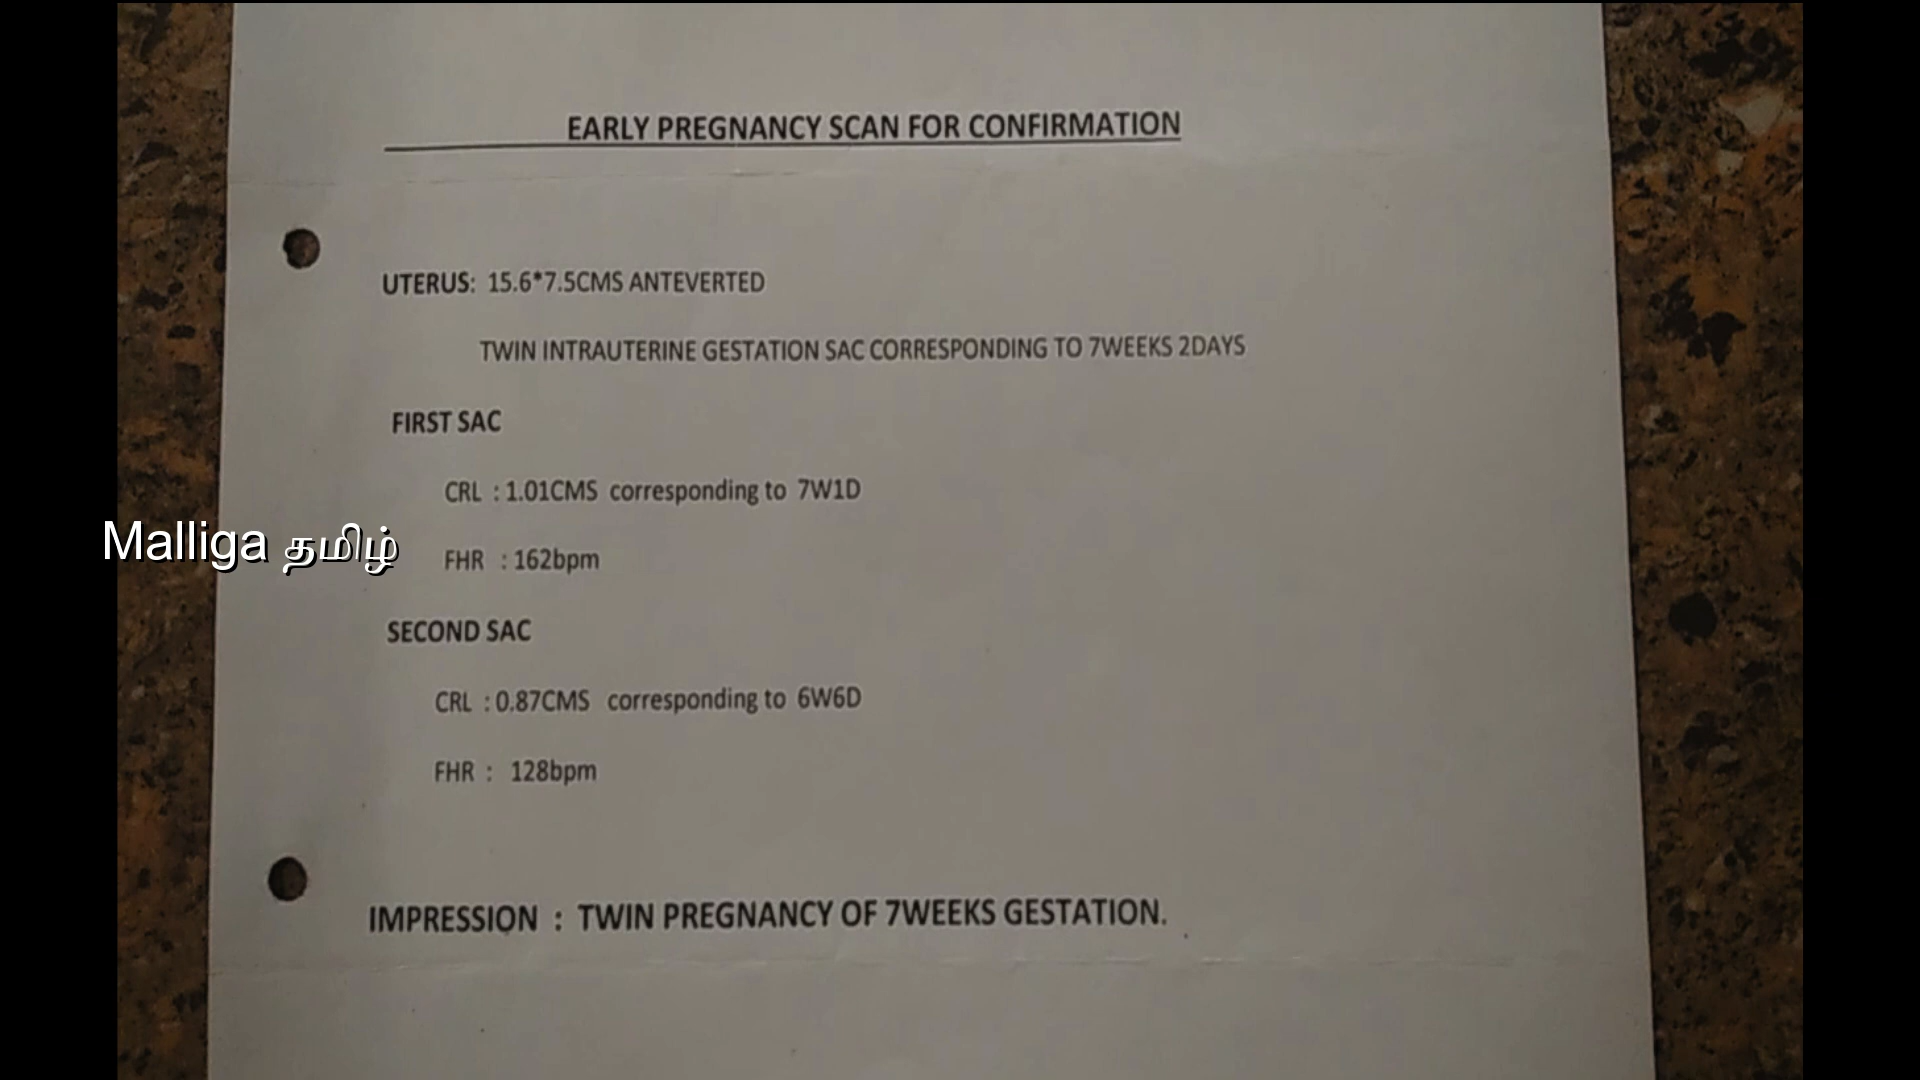 EARLY PREGNANCY SCAN FOR CONFIRMATION
UTERUS: 15.6*7.5CMS ANTEVERTED
TWIN INTRAUTERINE GESTATION SAC CORRESPONDING TO 7WEEKS 2DAYS
FIRST SAC
CRL : 1.01CMS corresponding to 7W1D
Malliga தமிழ்
FHR : 162bpm
SECOND SAC
CRL : 0.87CMS corresponding to 6W6D
FHR : 128bpm
IMPRESSION : TWIN PREGNANCY OF 7WEEKS GESTATION.